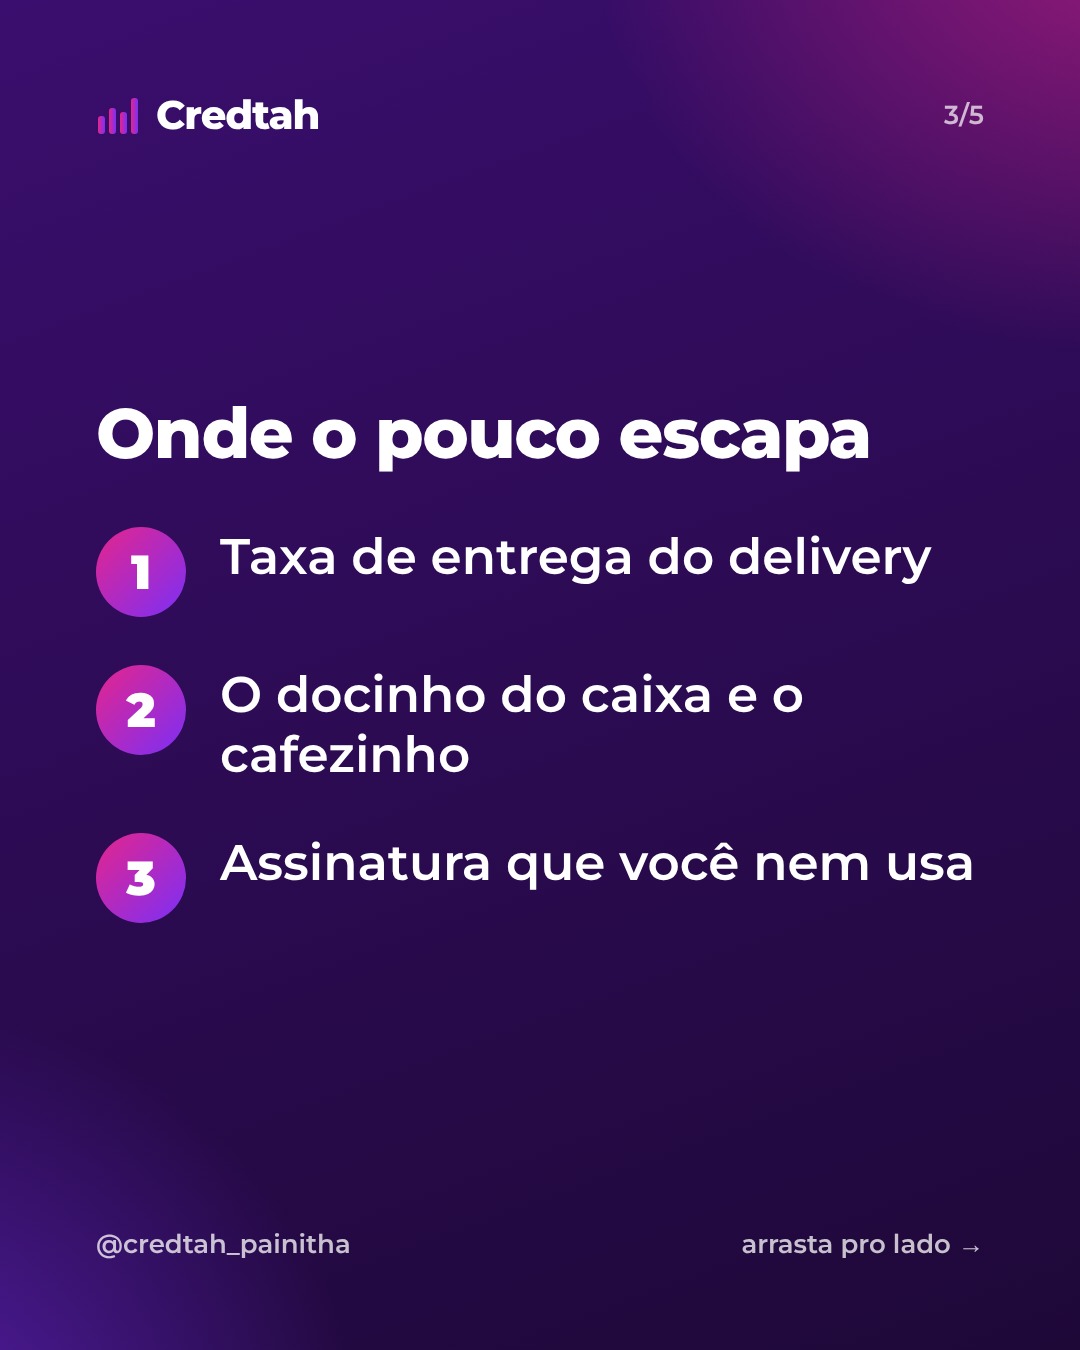 Credtah
3/5
Onde o pouco escapa
1
Taxa de entrega do delivery
2
O docinho do caixa e o
cafezinho
3
Assinatura que você nem usa
@credtah_painitha
arrasta pro lado →